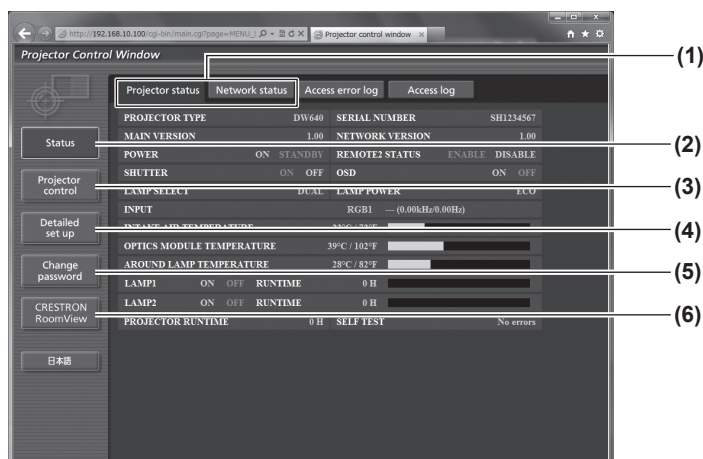 http://192.168.10.100/cgi-bin/main.cgi?page=MENU_
Projector control window
Projector Control Window
(1)
Projector status Network status Access error log Access log
PROJECTOR TYPE DW640 SERIAL NUMBER SH1234567
MAIN VERSION 1.00 NETWORK VERSION 1.00
Status
(2)
POWER ON STANDBY REMOTE2 STATUS ENABLE DISABLE
SHUTTER ON OFF OSD ON OFF
Projector control
(3)
LAMP SELECT DUAL LAMP POWER ECO
INPUT RGB1 --- (0.00kHz/0.00Hz)
Detailed set up
(4)
INTAKE AIR TEMPERATURE
OPTICS MODULE TEMPERATURE 39°C / 102°F
Change password
(5)
AROUND LAMP TEMPERATURE 28°C / 82°F
LAMP1 ON OFF RUNTIME 0 H
LAMP2 ON OFF RUNTIME 0 H
CRESTRON RoomView
(6)
PROJECTOR RUNTIME 0 H SELF TEST No errors
日本語